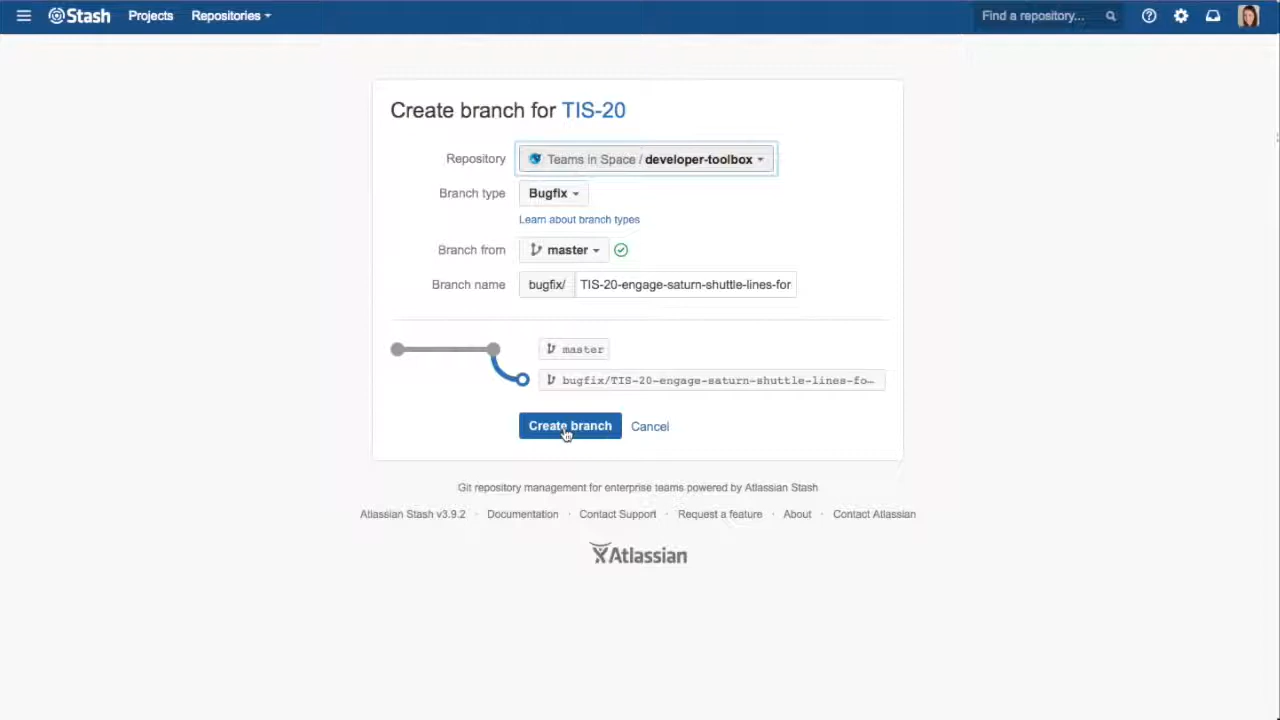 Stash Projects Repositories Find a repository...
Create branch for TIS-20
Repository Teams in Space / developer-toolbox
Branch type Bugfix
Learn about branch types
Branch from master
Branch name bugfix/ TIS-20-engage-saturn-shuttle-lines-for
master
bugfix/TIS-20-engage-saturn-shuttle-lines-fo…
Create branch Cancel
Git repository management for enterprise teams powered by Atlassian Stash
Atlassian Stash v3.9.2 · Documentation · Contact Support · Request a feature · About · Contact Atlassian
Atlassian